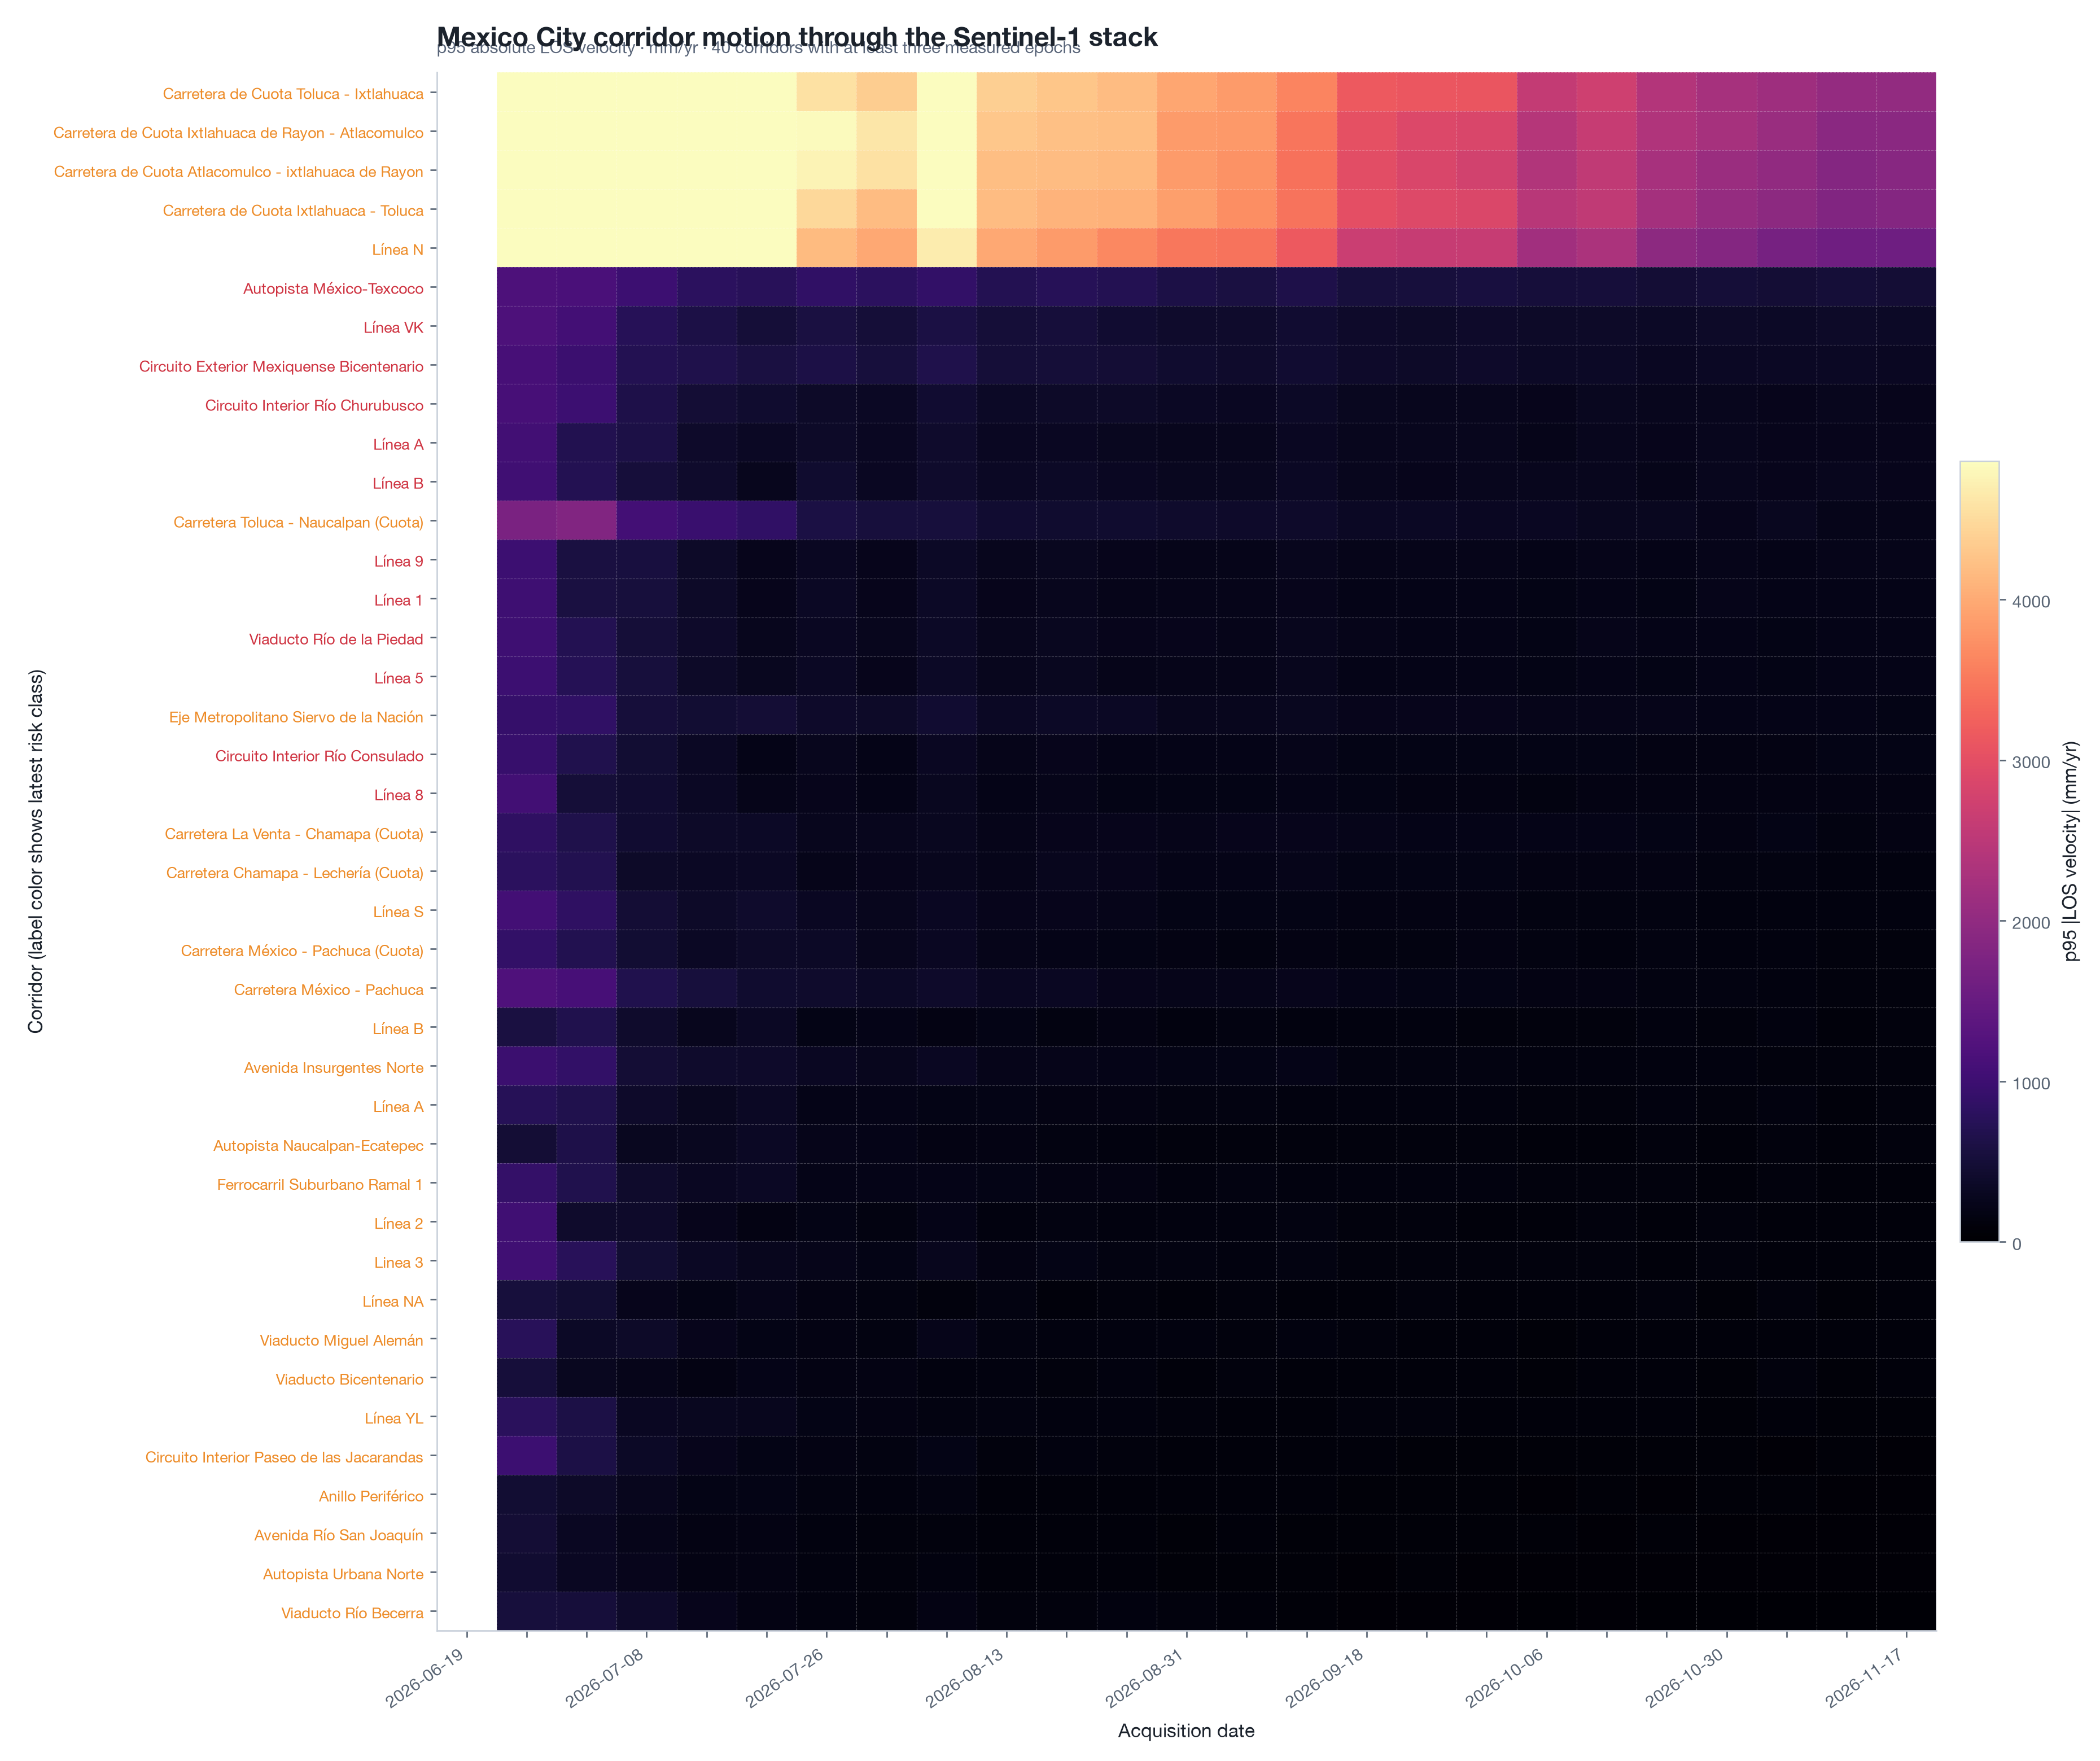 Mexico City corridor motion through the Sentinel-1 stack
p95 absolute LOS velocity · mm/yr · 40 corridors with at least three measured epochs
Corridor (label color shows latest risk class)
Carretera de Cuota Toluca - Ixtlahuaca
Carretera de Cuota Ixtlahuaca de Rayon - Atlacomulco
Carretera de Cuota Atlacomulco - ixtlahuaca de Rayon
Carretera de Cuota Ixtlahuaca - Toluca
Línea N
Autopista México-Texcoco
Línea VK
Circuito Exterior Mexiquense Bicentenario
Circuito Interior Río Churubusco
Línea A
Línea B
Carretera Toluca - Naucalpan (Cuota)
Línea 9
Línea 1
Viaducto Río de la Piedad
Línea 5
Eje Metropolitano Siervo de la Nación
Circuito Interior Río Consulado
Línea 8
Carretera La Venta - Chamapa (Cuota)
Carretera Chamapa - Lechería (Cuota)
Línea S
Carretera México - Pachuca (Cuota)
Carretera México - Pachuca
Línea B
Avenida Insurgentes Norte
Línea A
Autopista Naucalpan-Ecatepec
Ferrocarril Suburbano Ramal 1
Línea 2
Linea 3
Línea NA
Viaducto Miguel Alemán
Viaducto Bicentenario
Línea YL
Circuito Interior Paseo de las Jacarandas
Anillo Periférico
Avenida Río San Joaquín
Autopista Urbana Norte
Viaducto Río Becerra
2026-06-19
2026-07-08
2026-07-26
2026-08-13
2026-08-31
2026-09-18
2026-10-06
2026-10-30
2026-11-17
Acquisition date
4000
3000
2000
1000
0
p95 |LOS velocity| (mm/yr)